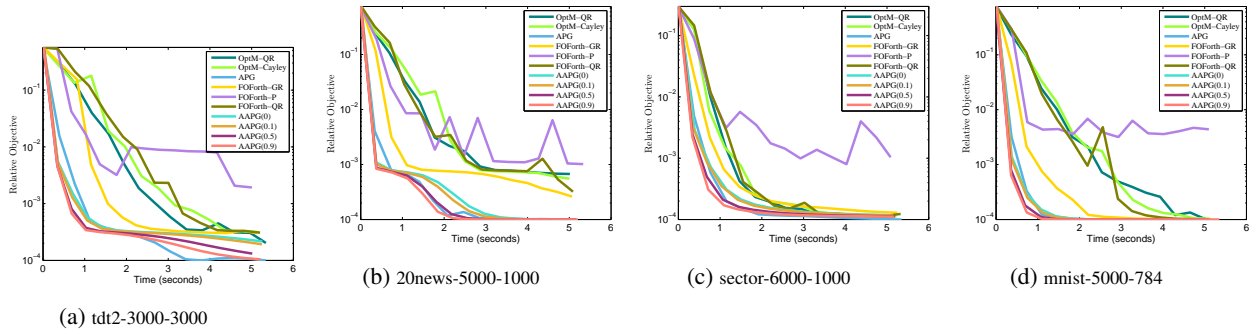 Relative Objective
10⁻¹
10⁻²
10⁻³
10⁻⁴
0 1 2 3 4 5 6
Time (seconds)
OptM−QR
OptM−Cayley
APG
FOForth−GR
FOForth−P
FOForth−QR
AAPG(0)
AAPG(0.1)
AAPG(0.5)
AAPG(0.9)
(a) tdt2-3000-3000
Relative Objective
10⁻¹
10⁻²
10⁻³
10⁻⁴
0 1 2 3 4 5 6
Time (seconds)
OptM−QR
OptM−Cayley
APG
FOForth−GR
FOForth−P
FOForth−QR
AAPG(0)
AAPG(0.1)
AAPG(0.5)
AAPG(0.9)
(b) 20news-5000-1000
Relative Objective
10⁻¹
10⁻²
10⁻³
10⁻⁴
0 1 2 3 4 5 6
Time (seconds)
OptM−QR
OptM−Cayley
APG
FOForth−GR
FOForth−P
FOForth−QR
AAPG(0)
AAPG(0.1)
AAPG(0.5)
AAPG(0.9)
(c) sector-6000-1000
Relative Objective
10⁻¹
10⁻²
10⁻³
10⁻⁴
0 1 2 3 4 5 6
Time (seconds)
OptM−QR
OptM−Cayley
APG
FOForth−GR
FOForth−P
FOForth−QR
AAPG(0)
AAPG(0.1)
AAPG(0.5)
AAPG(0.9)
(d) mnist-5000-784